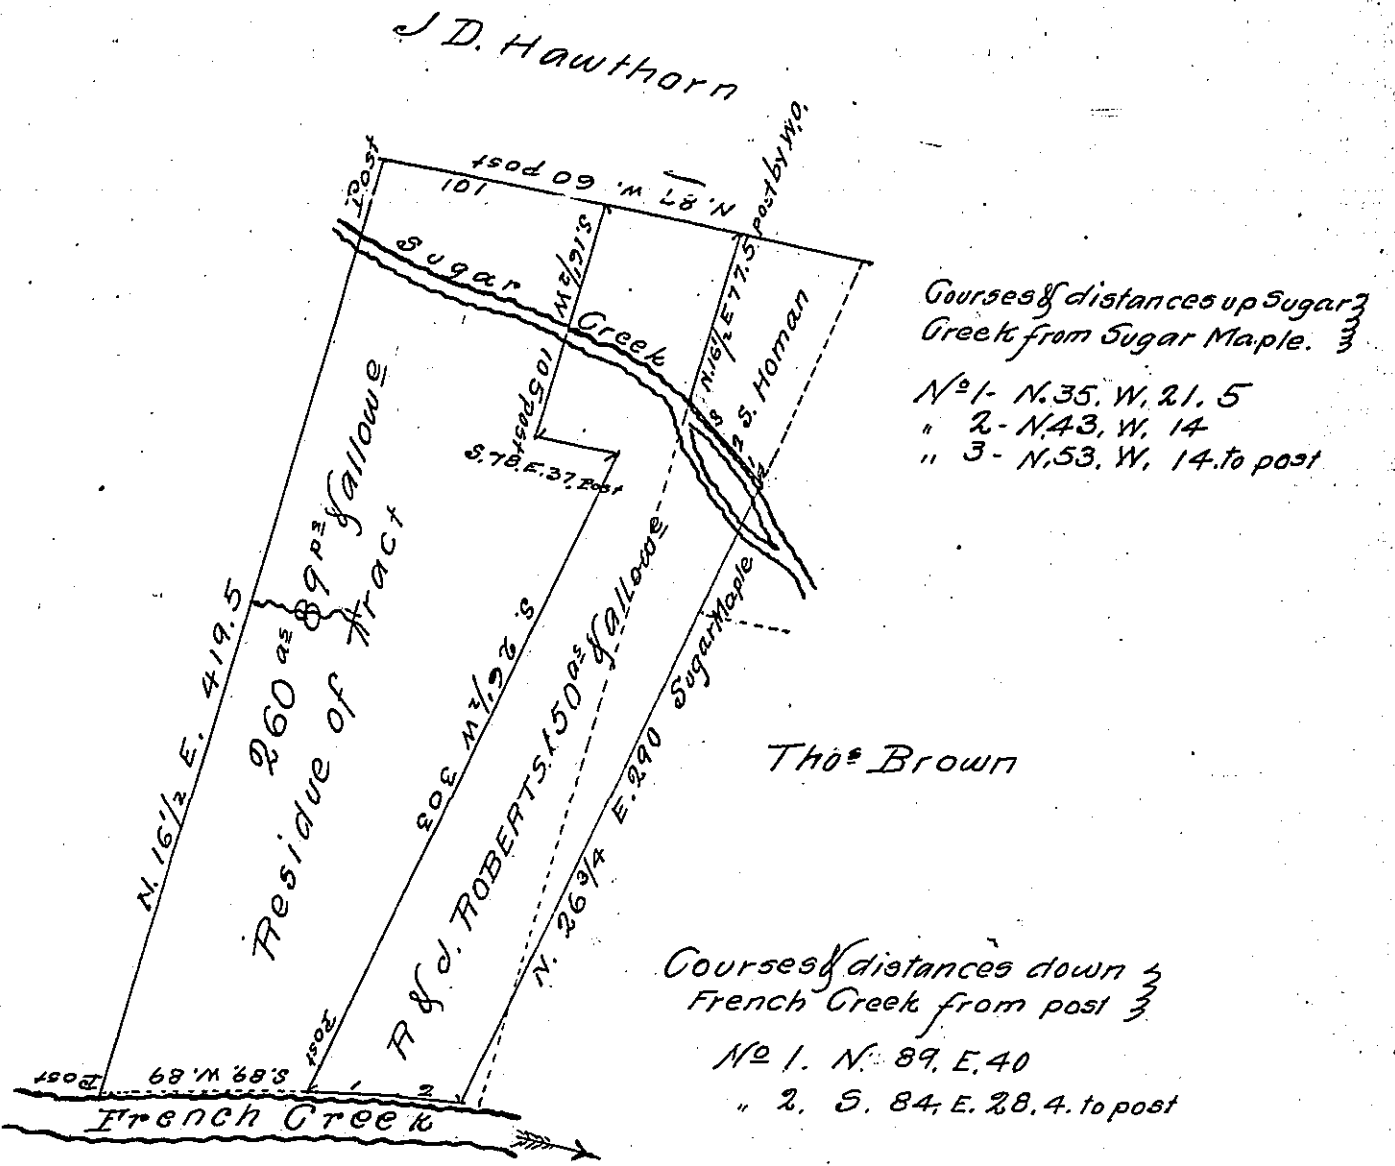 J D. Hawthorn
Post
N. 87 W. 60 post
101
post by W.O.
Sugar Creek
S. 16 1/2 W 105 post
N. 16 1/2 E 77.5
S. Homan
3
2
1
S. 78. E. 37. Post
Courses & distances up Sugar
Creek from Sugar Maple.
No 1 - N. 35. W. 21. 5
" 2 - N. 43, W. 14
" 3 - N. 53. W. 14. to post
260 as 89 ps & allowe
Residue of tract
N. 16 1/2 E. 419. 5
S. 26 1/2 W 303
R & J. ROBERTS. 150 as & allowe
N. 26 3/4 E. 290 Sugar Maple
Thos Brown
Courses & distances down
French Creek from post
No 1. N. 89. E. 40
" 2. S. 84, E. 28. 4. to post
Post
S. 89. W. 89
Post
1
2
French Creek